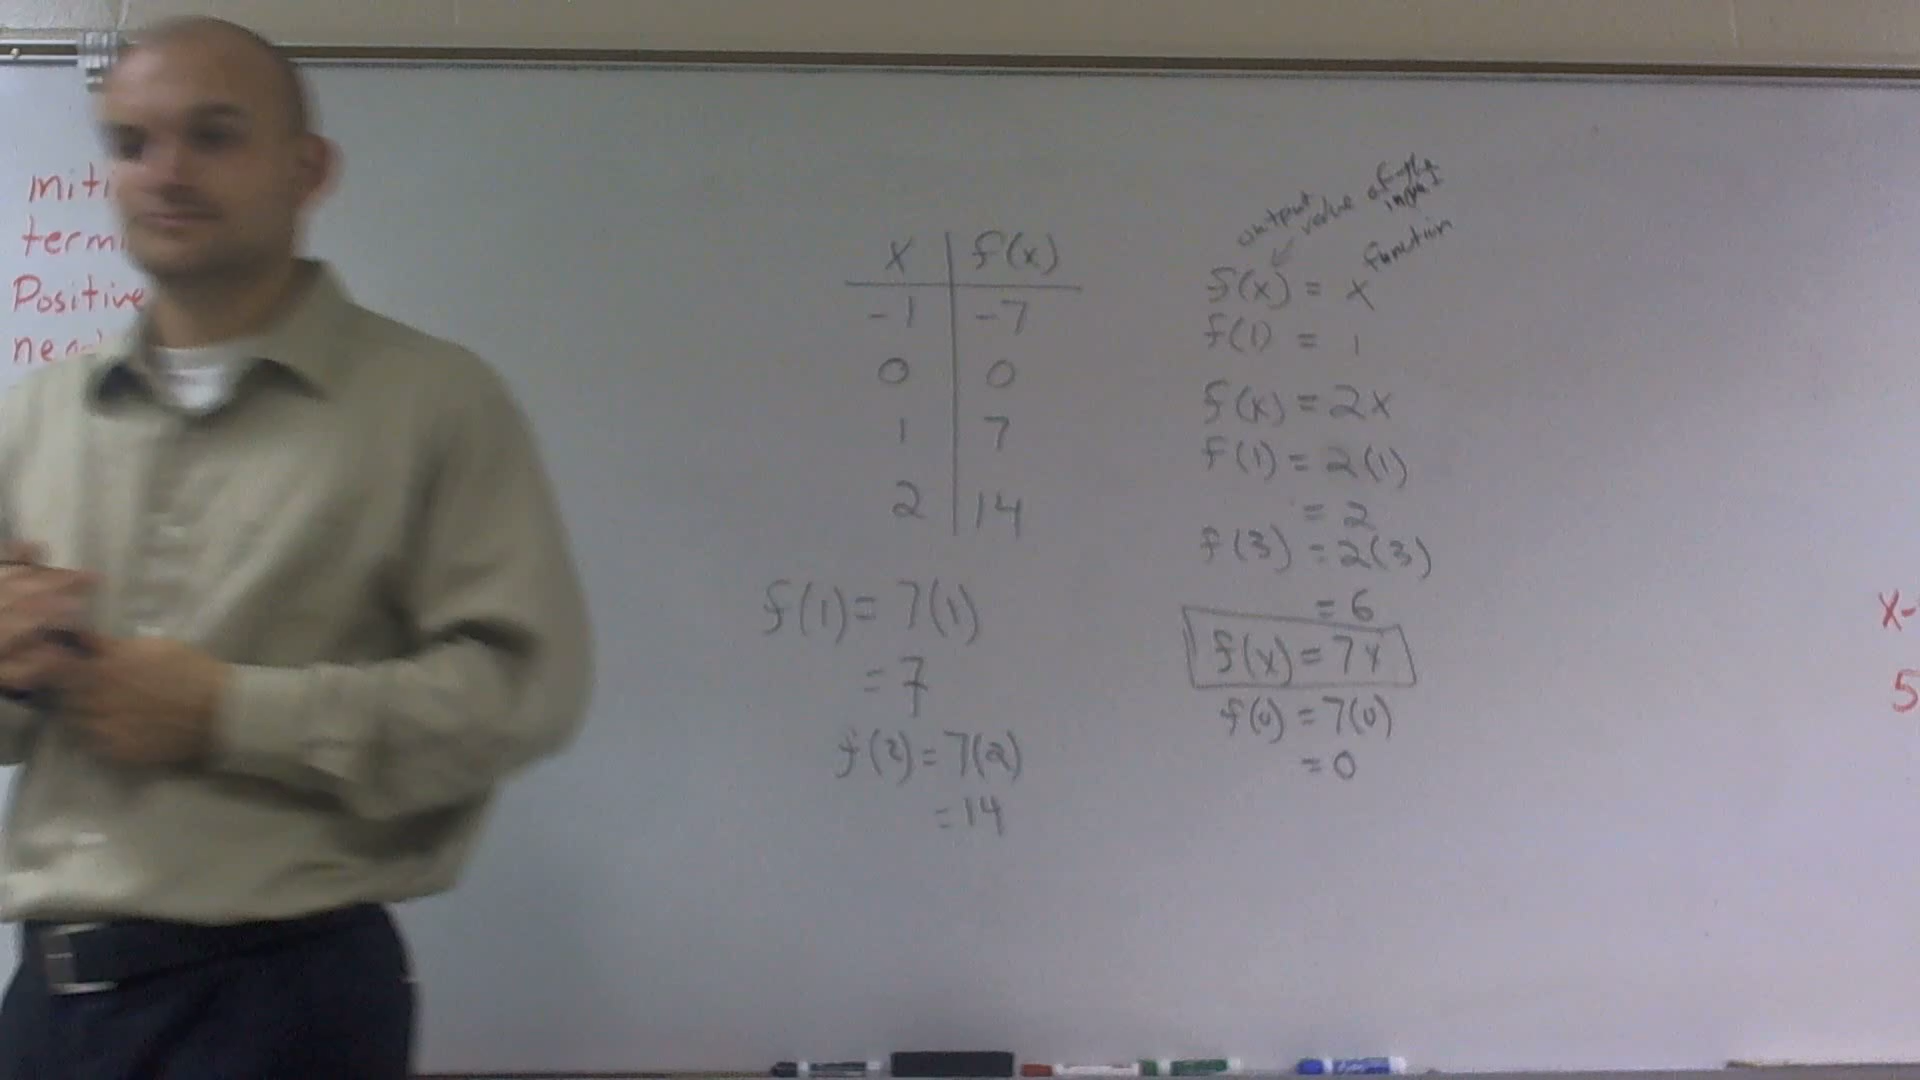 miti
term
Positive
neg
x f(x)
-1 -7
0 0
1 7
2 14
f(1) = 7(1)
= 7
f(2) = 7(2)
= 14
output value of
input
function
f(x) = x
f(1) = 1
f(x) = 2x
f(1) = 2(1)
= 2
f(3) = 2(3)
= 6
f(x) = 7x
f(0) = 7(0)
= 0
x-
5